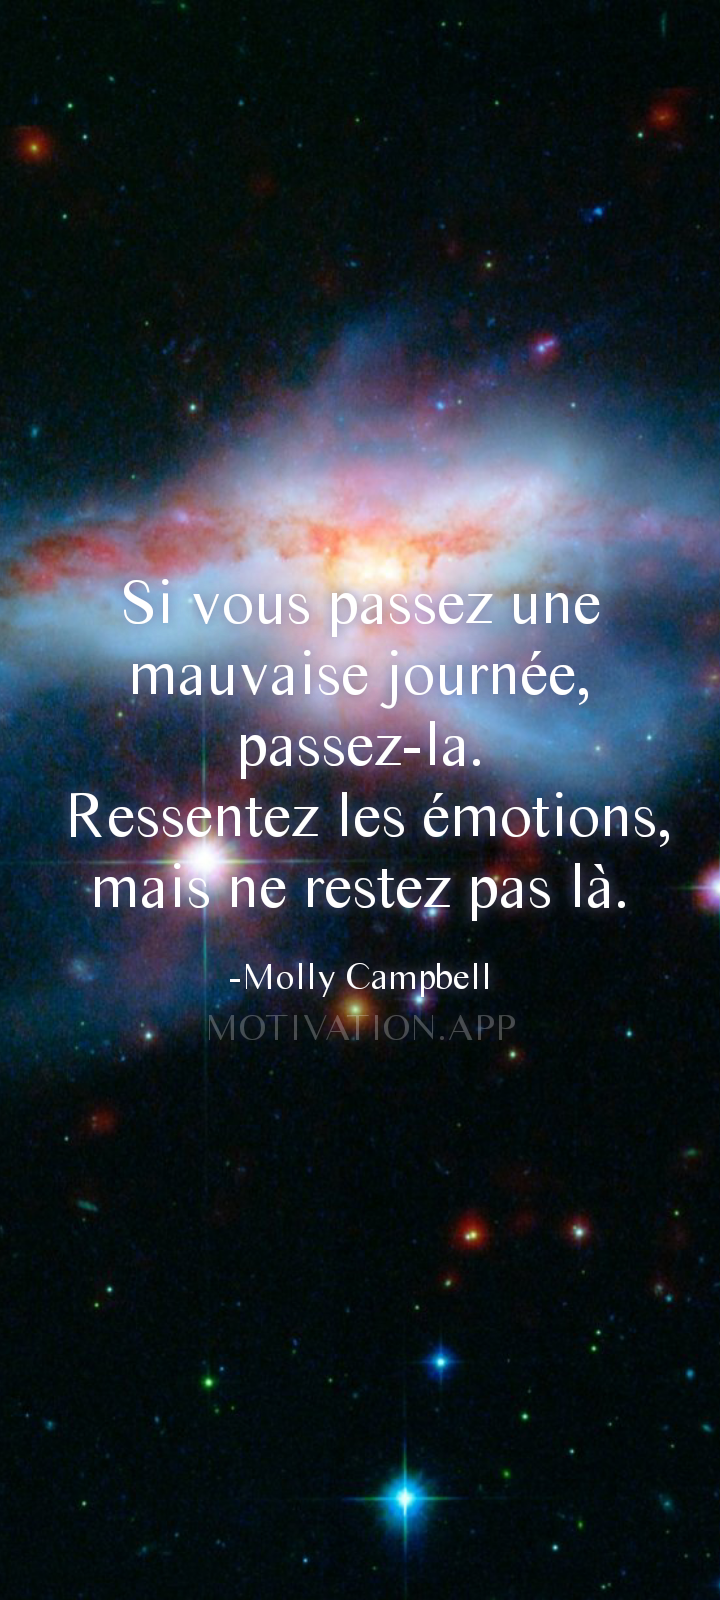 Si vous passez une
mauvaise journée,
passez-la.
Ressentez les émotions,
mais ne restez pas là.
-Molly Campbell
MOTIVATION.APP